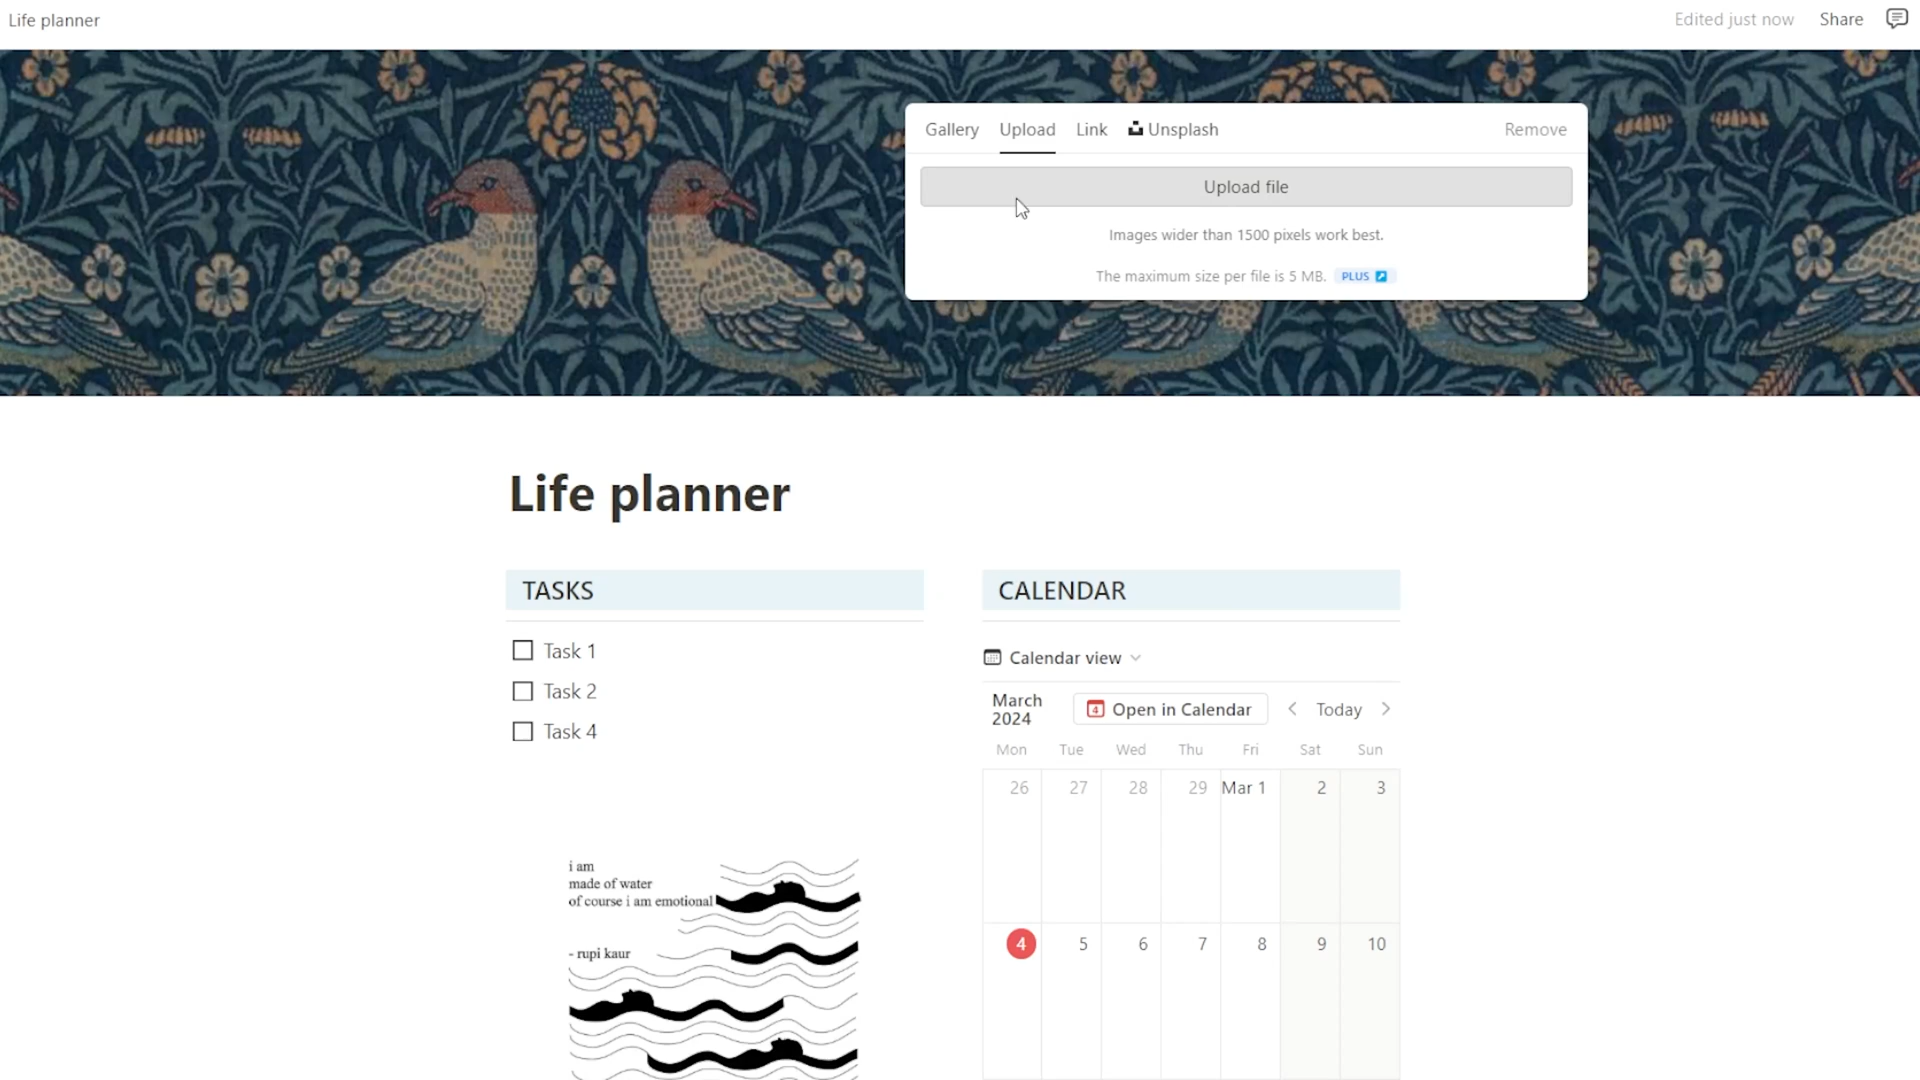 Life planner
Edited just now Share
Gallery Upload Link Unsplash Remove
Upload file
Images wider than 1500 pixels work best.
The maximum size per file is 5 MB. PLUS
Life planner
TASKS
Task 1
Task 2
Task 4
i am
made of water
of course i am emotional
- rupi kaur
CALENDAR
Calendar view
March
2024
4 Open in Calendar Today
Mon Tue Wed Thu Fri Sat Sun
26 27 28 29 Mar 1 2 3
4 5 6 7 8 9 10